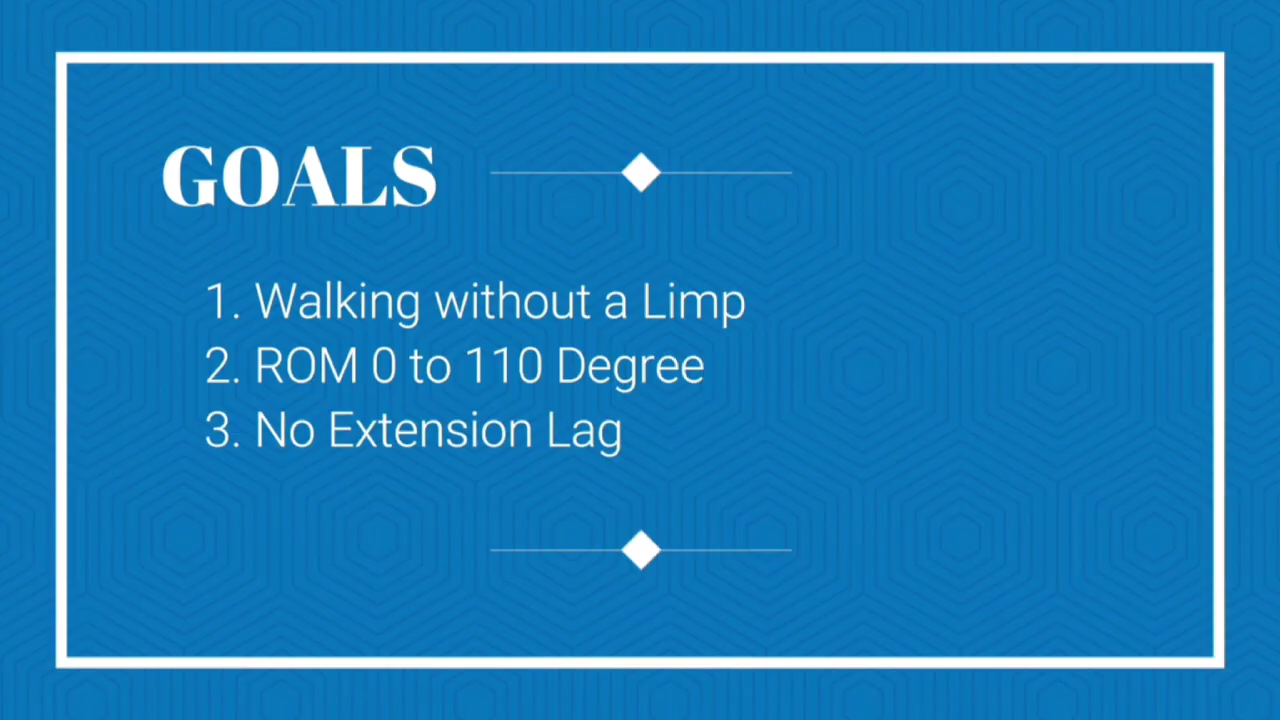 GOALS
1. Walking without a Limp
2. ROM 0 to 110 Degree
3. No Extension Lag